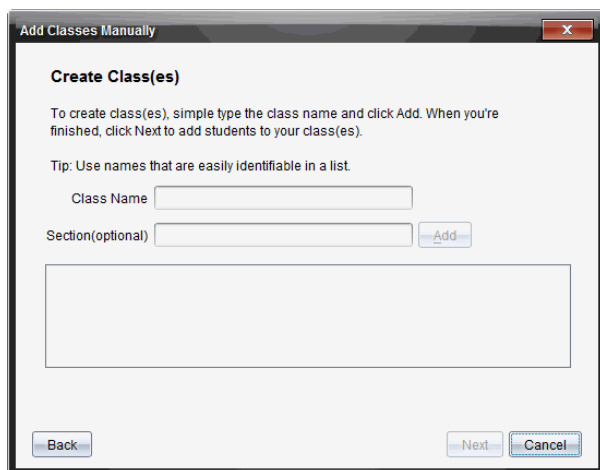 Add Classes Manually
X
Create Class(es)
To create class(es), simple type the class name and click Add. When you're
finished, click Next to add students to your class(es).
Tip: Use names that are easily identifiable in a list.
Class Name
Section(optional) Add
Back Next Cancel